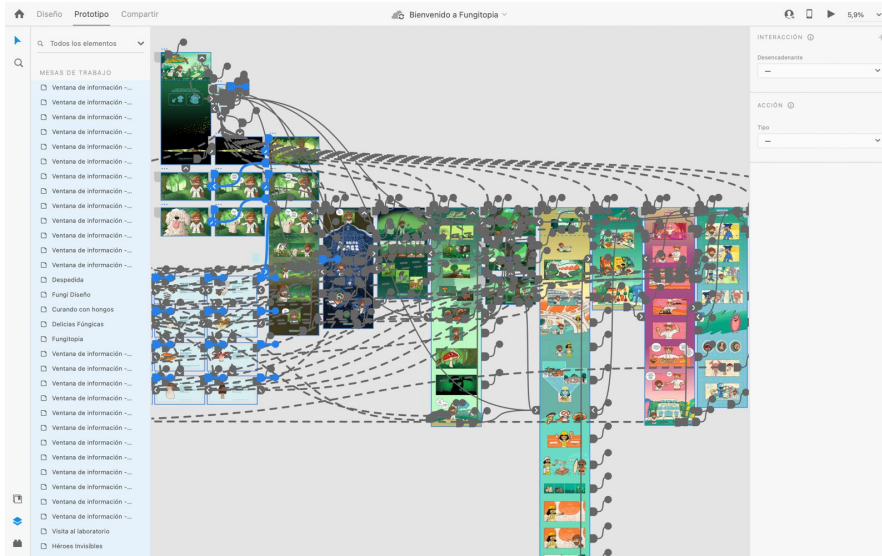 Diseño Prototipo Compartir
Bienvenido a Fungitopia
5,9%
Todos los elementos
MESAS DE TRABAJO
Ventana de información -...
Ventana de información -...
Ventana de información -...
Ventana de información -...
Ventana de información -...
Ventana de información -...
Ventana de información -...
Ventana de información -...
Ventana de información -...
Ventana de información -...
Ventana de información -...
Ventana de información -...
Ventana de información -...
Despedida
Fungi Diseño
Curando con hongos
Delicias Fúngicas
Fungitopía
Ventana de información -...
Ventana de información -...
Ventana de información -...
Ventana de información -...
Ventana de información -...
Ventana de información -...
Ventana de información -...
Ventana de información -...
Ventana de información -...
Ventana de información -...
Ventana de información -...
Ventana de información -...
Visita al laboratorio
Héroes Invisibles
INTERACCIÓN
Desencadenante
—
ACCIÓN
Tipo
—